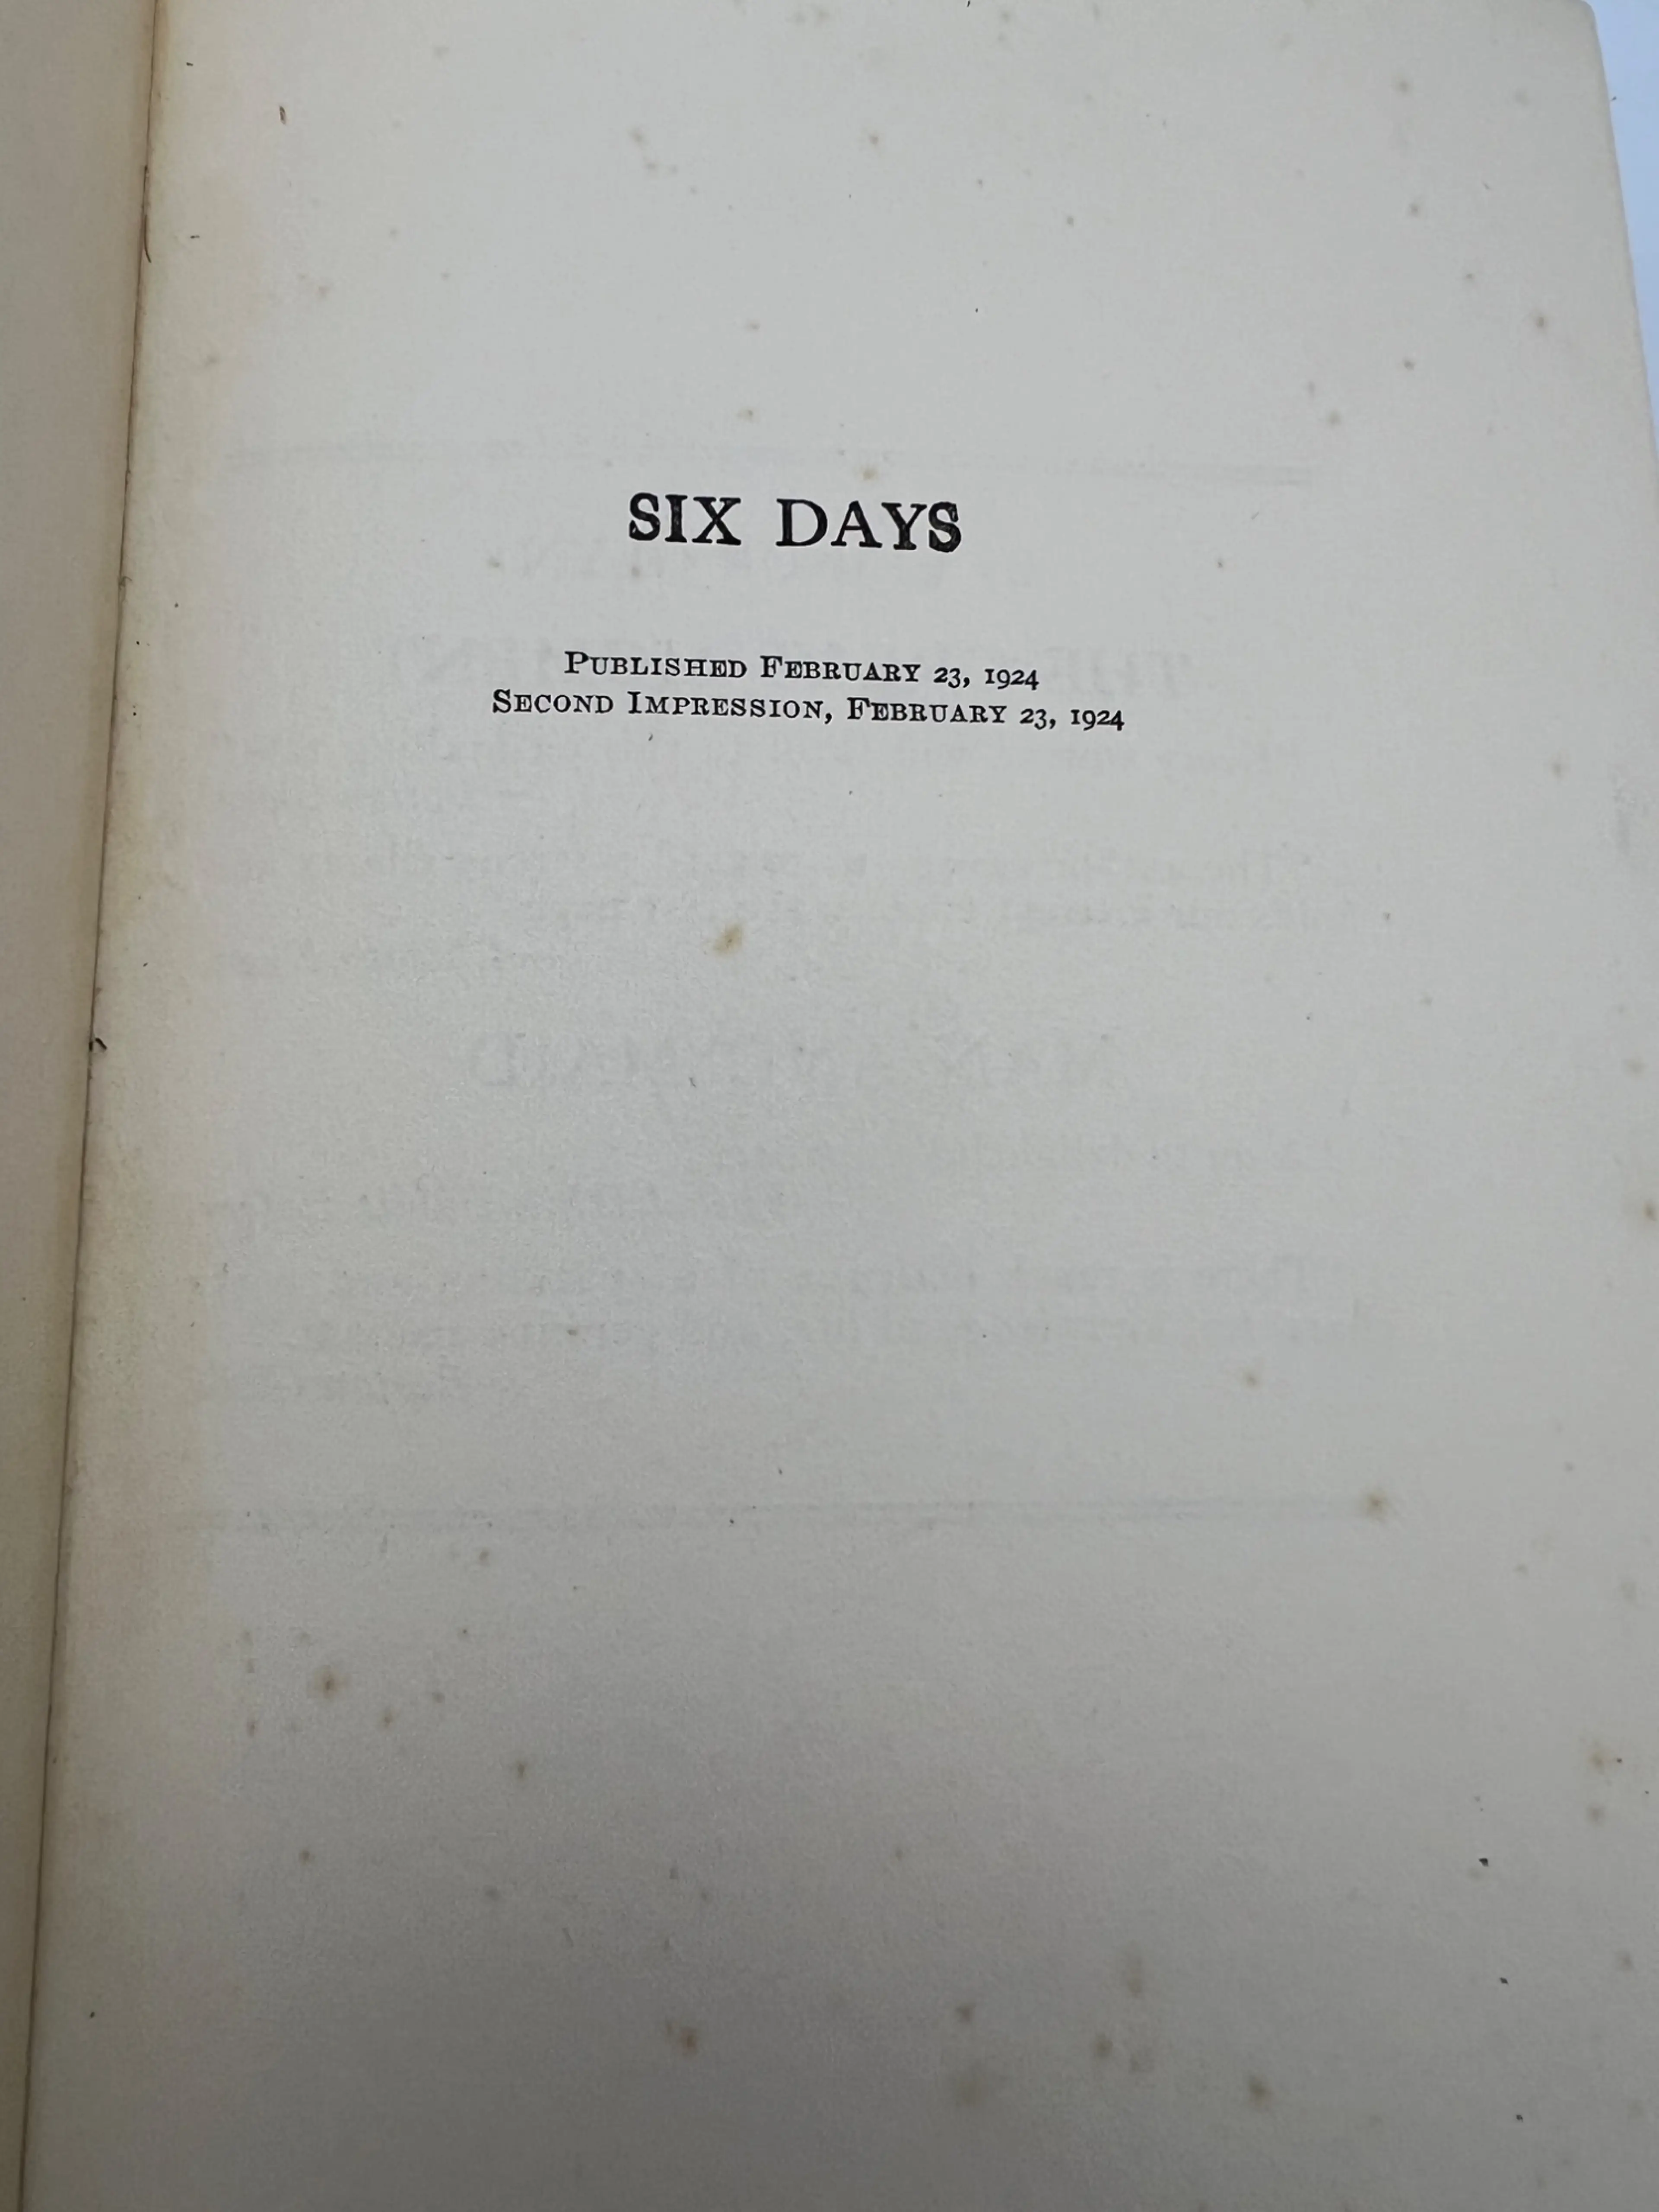 SIX DAYS
PUBLISHED FEBRUARY 23, 1924
SECOND IMPRESSION, FEBRUARY 23, 1924